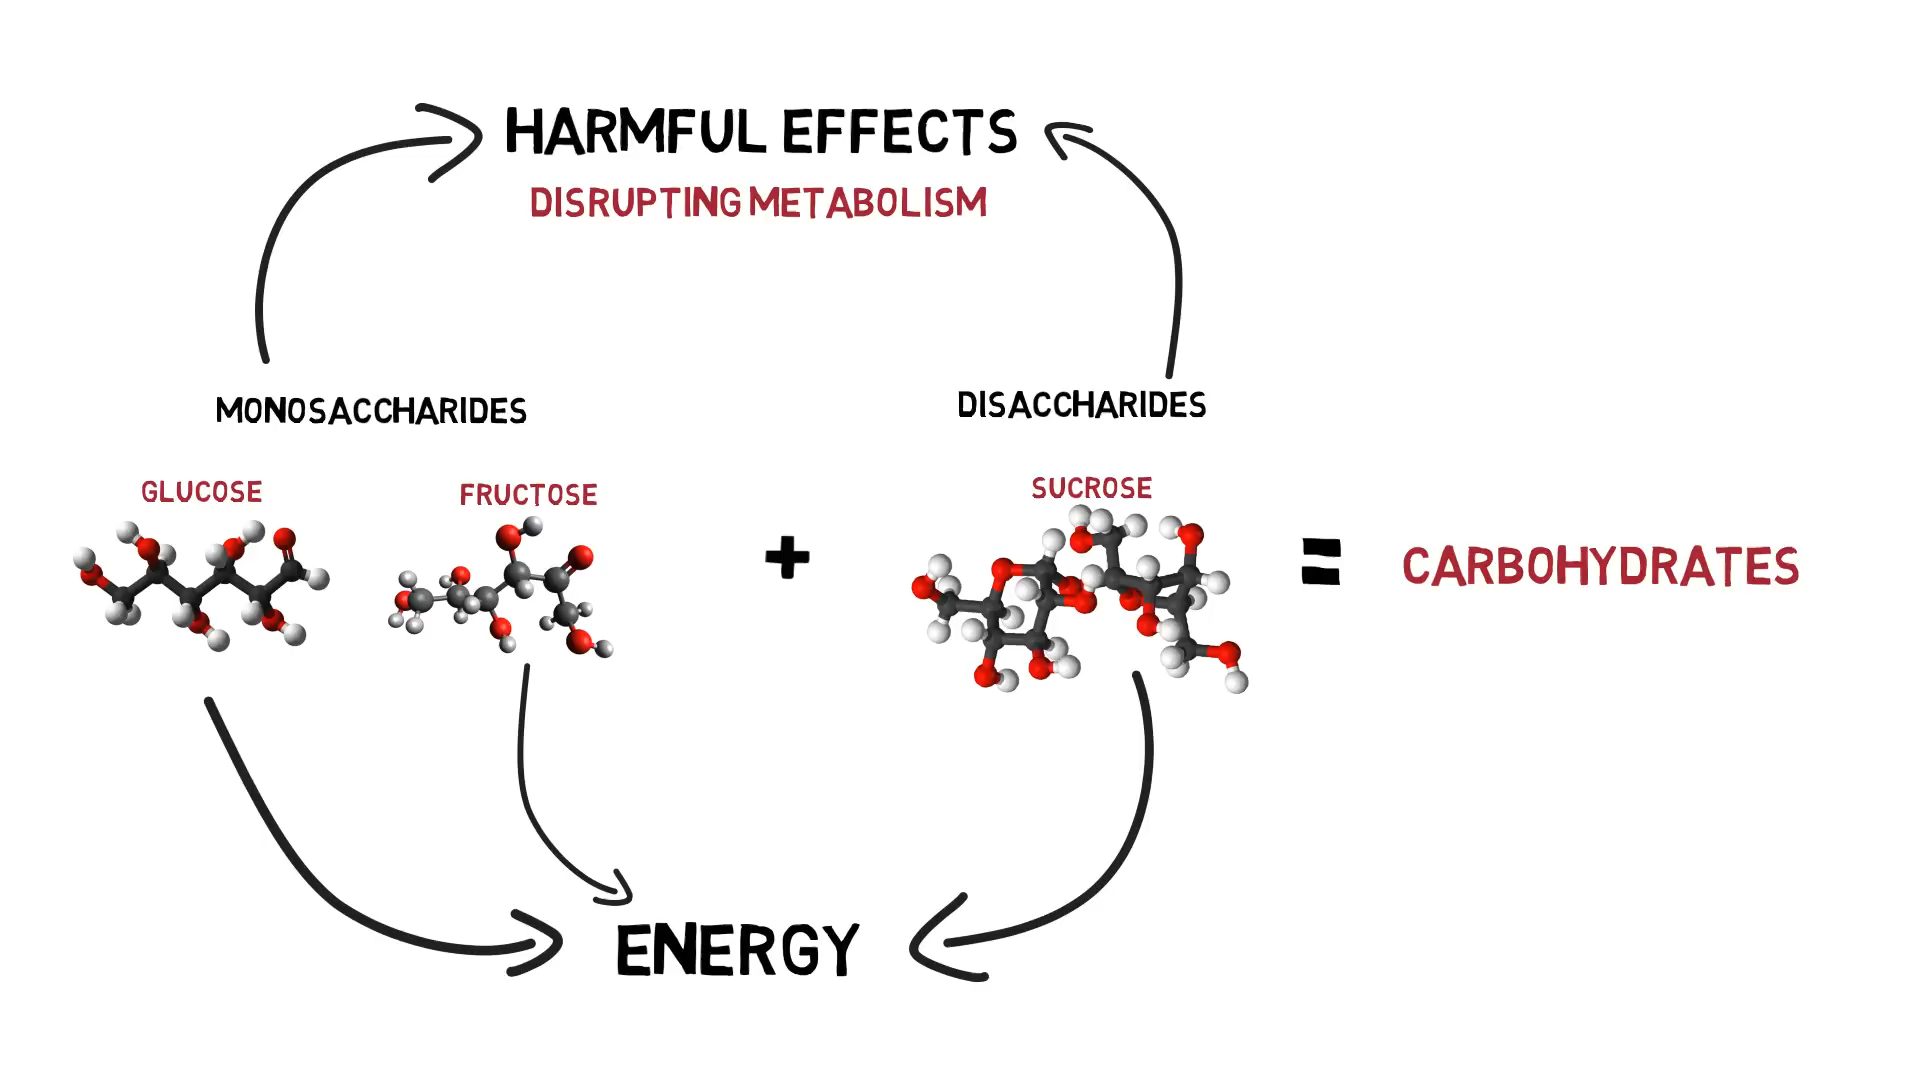 HARMFUL EFFECTS
DISRUPTING METABOLISM
MONOSACCHARIDES
DISACCHARIDES
GLUCOSE
FRUCTOSE
SUCROSE
+
=
CARBOHYDRATES
ENERGY